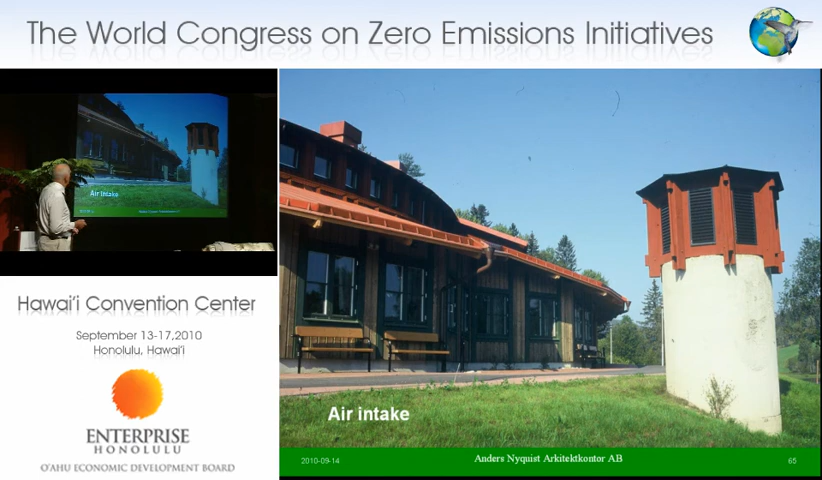 The World Congress on Zero Emissions Initiatives
Air intake
Hawai'i Convention Center
September 13-17,2010
Honolulu, Hawai'i
ENTERPRISE
HONOLULU
O'AHU ECONOMIC DEVELOPMENT BOARD
Air intake
2010-09-14
Anders Nyquist Arkitektkontor AB
65